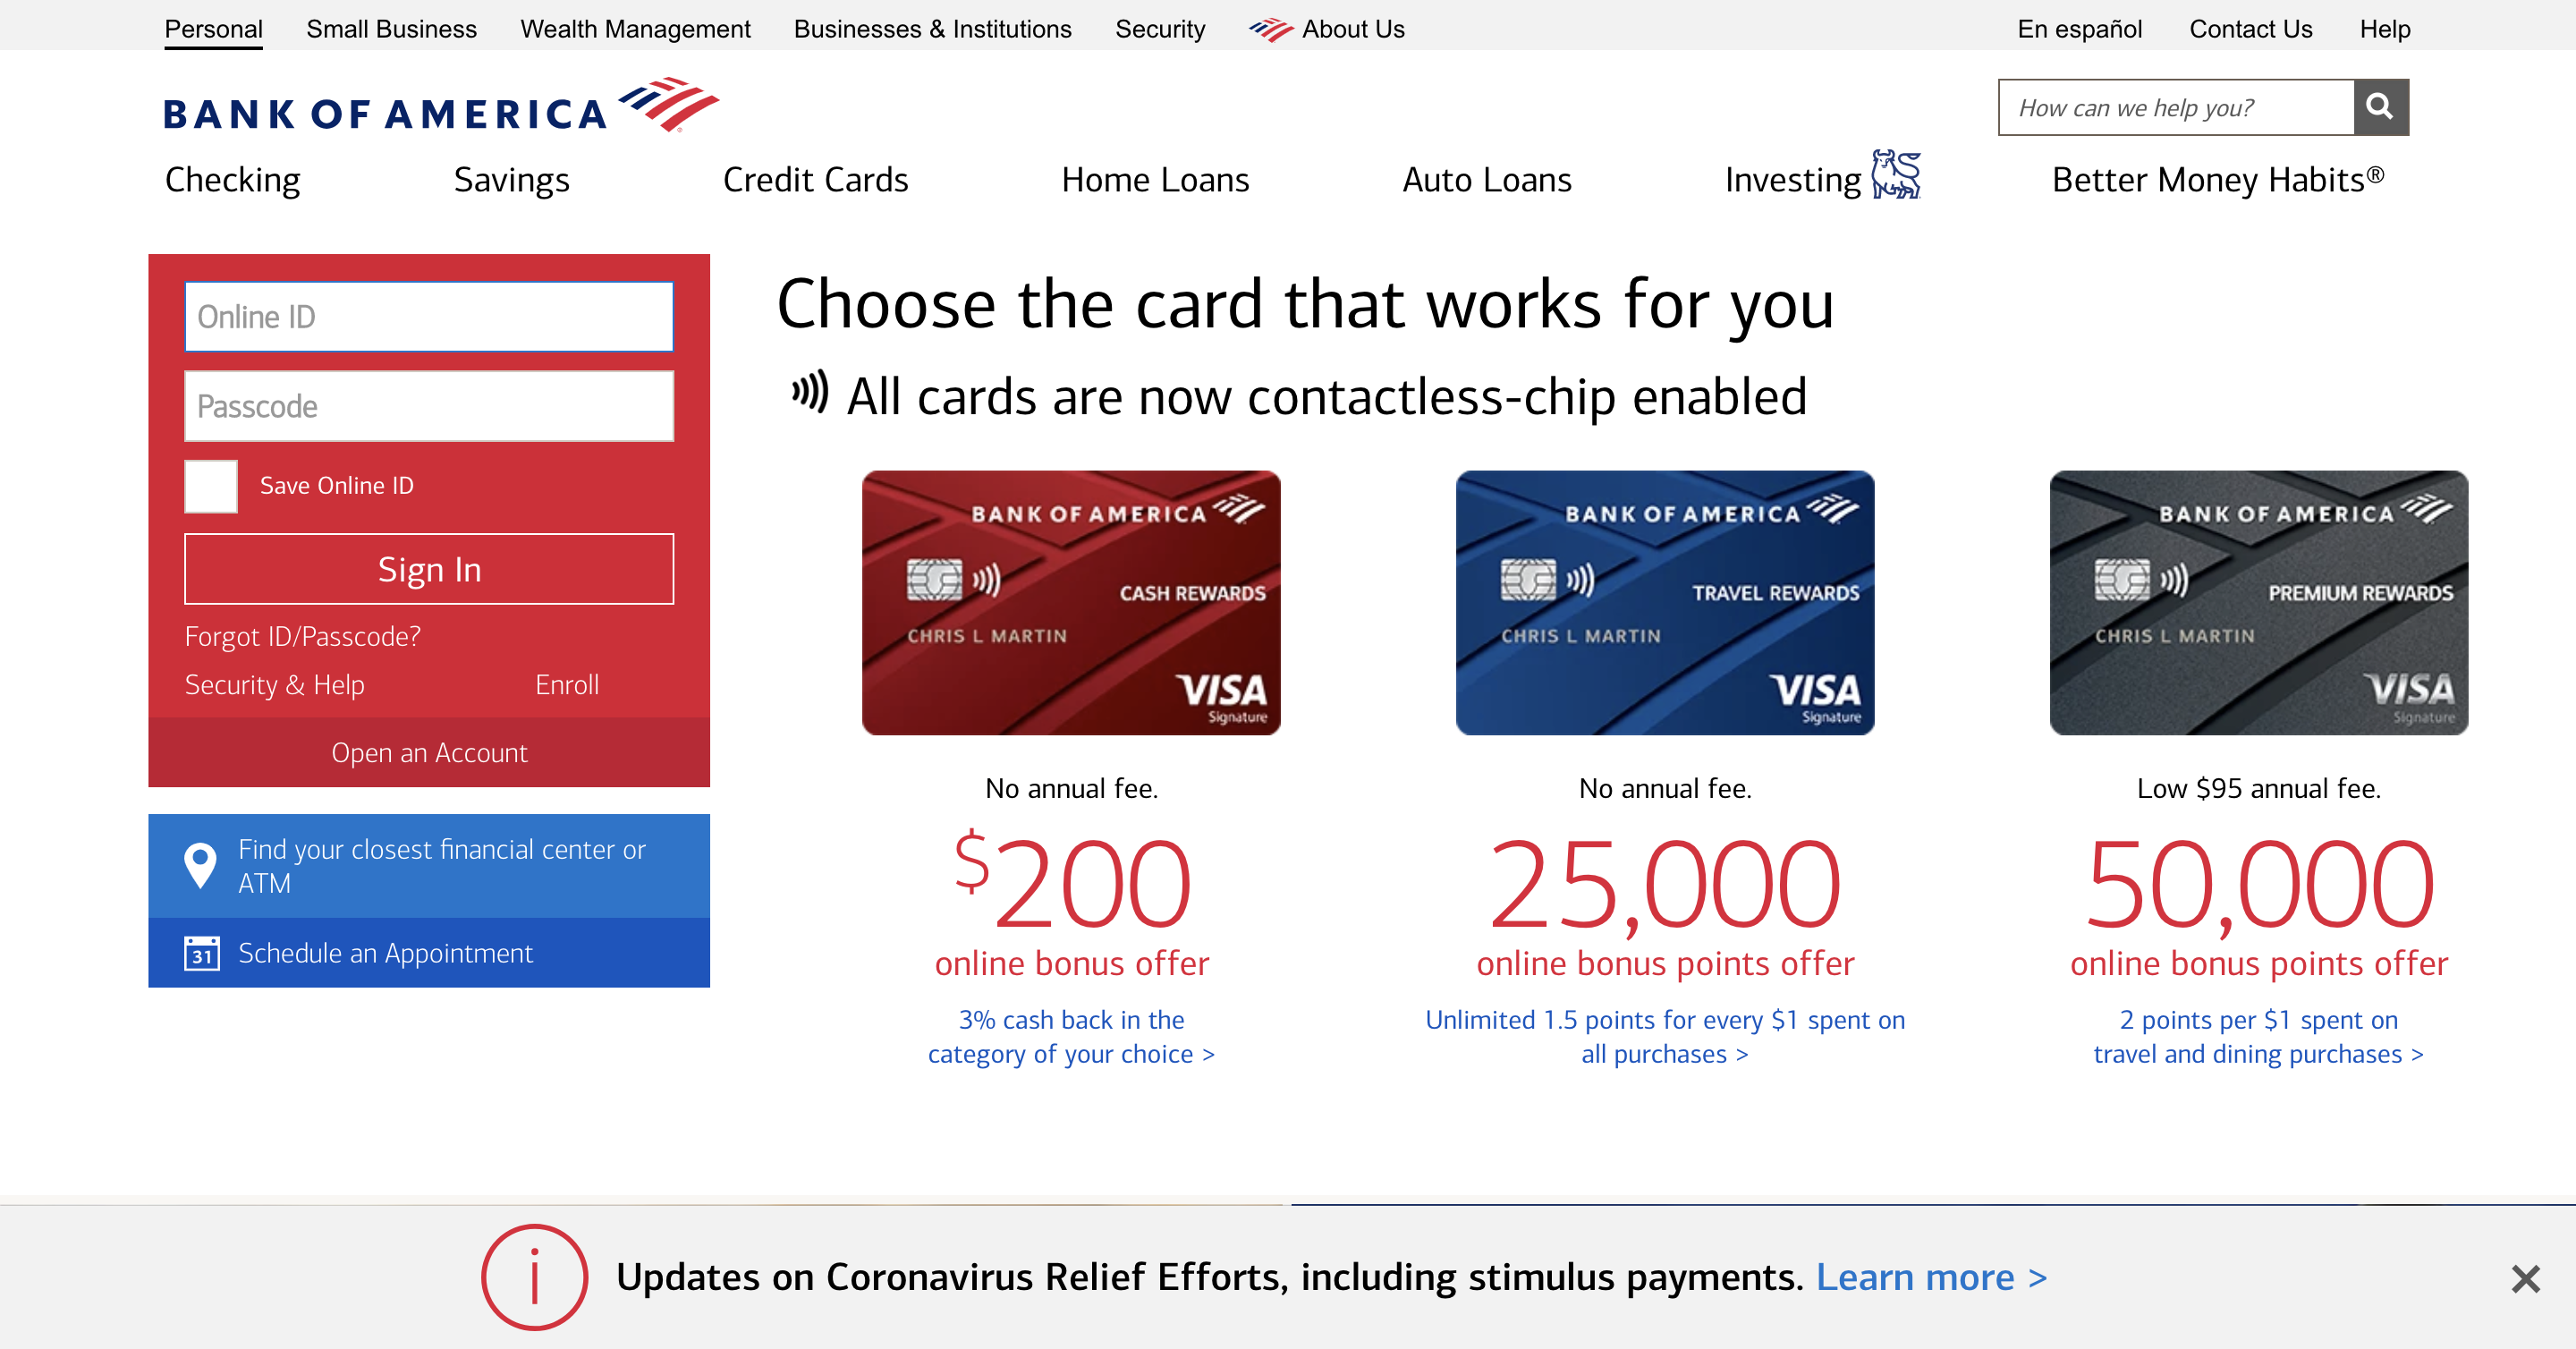 Personal Small Business Wealth Management Businesses & Institutions Security About Us En español Contact Us Help
BANK OF AMERICA
How can we help you?
Checking Savings Credit Cards Home Loans Auto Loans Investing Better Money Habits®
Online ID
Passcode
Save Online ID
Sign In
Forgot ID/Passcode?
Security & Help Enroll
Open an Account
Find your closest financial center or
ATM
31 Schedule an Appointment
Choose the card that works for you
All cards are now contactless-chip enabled
BANK OF AMERICA
CASH REWARDS
CHRIS L MARTIN
VISA
Signature
No annual fee.
$200
online bonus offer
3% cash back in the
category of your choice >
BANK OF AMERICA
TRAVEL REWARDS
CHRIS L MARTIN
VISA
Signature
No annual fee.
25,000
online bonus points offer
Unlimited 1.5 points for every $1 spent on
all purchases >
BANK OF AMERICA
PREMIUM REWARDS
CHRIS L MARTIN
VISA
Signature
Low $95 annual fee.
50,000
online bonus points offer
2 points per $1 spent on
travel and dining purchases >
Updates on Coronavirus Relief Efforts, including stimulus payments. Learn more >